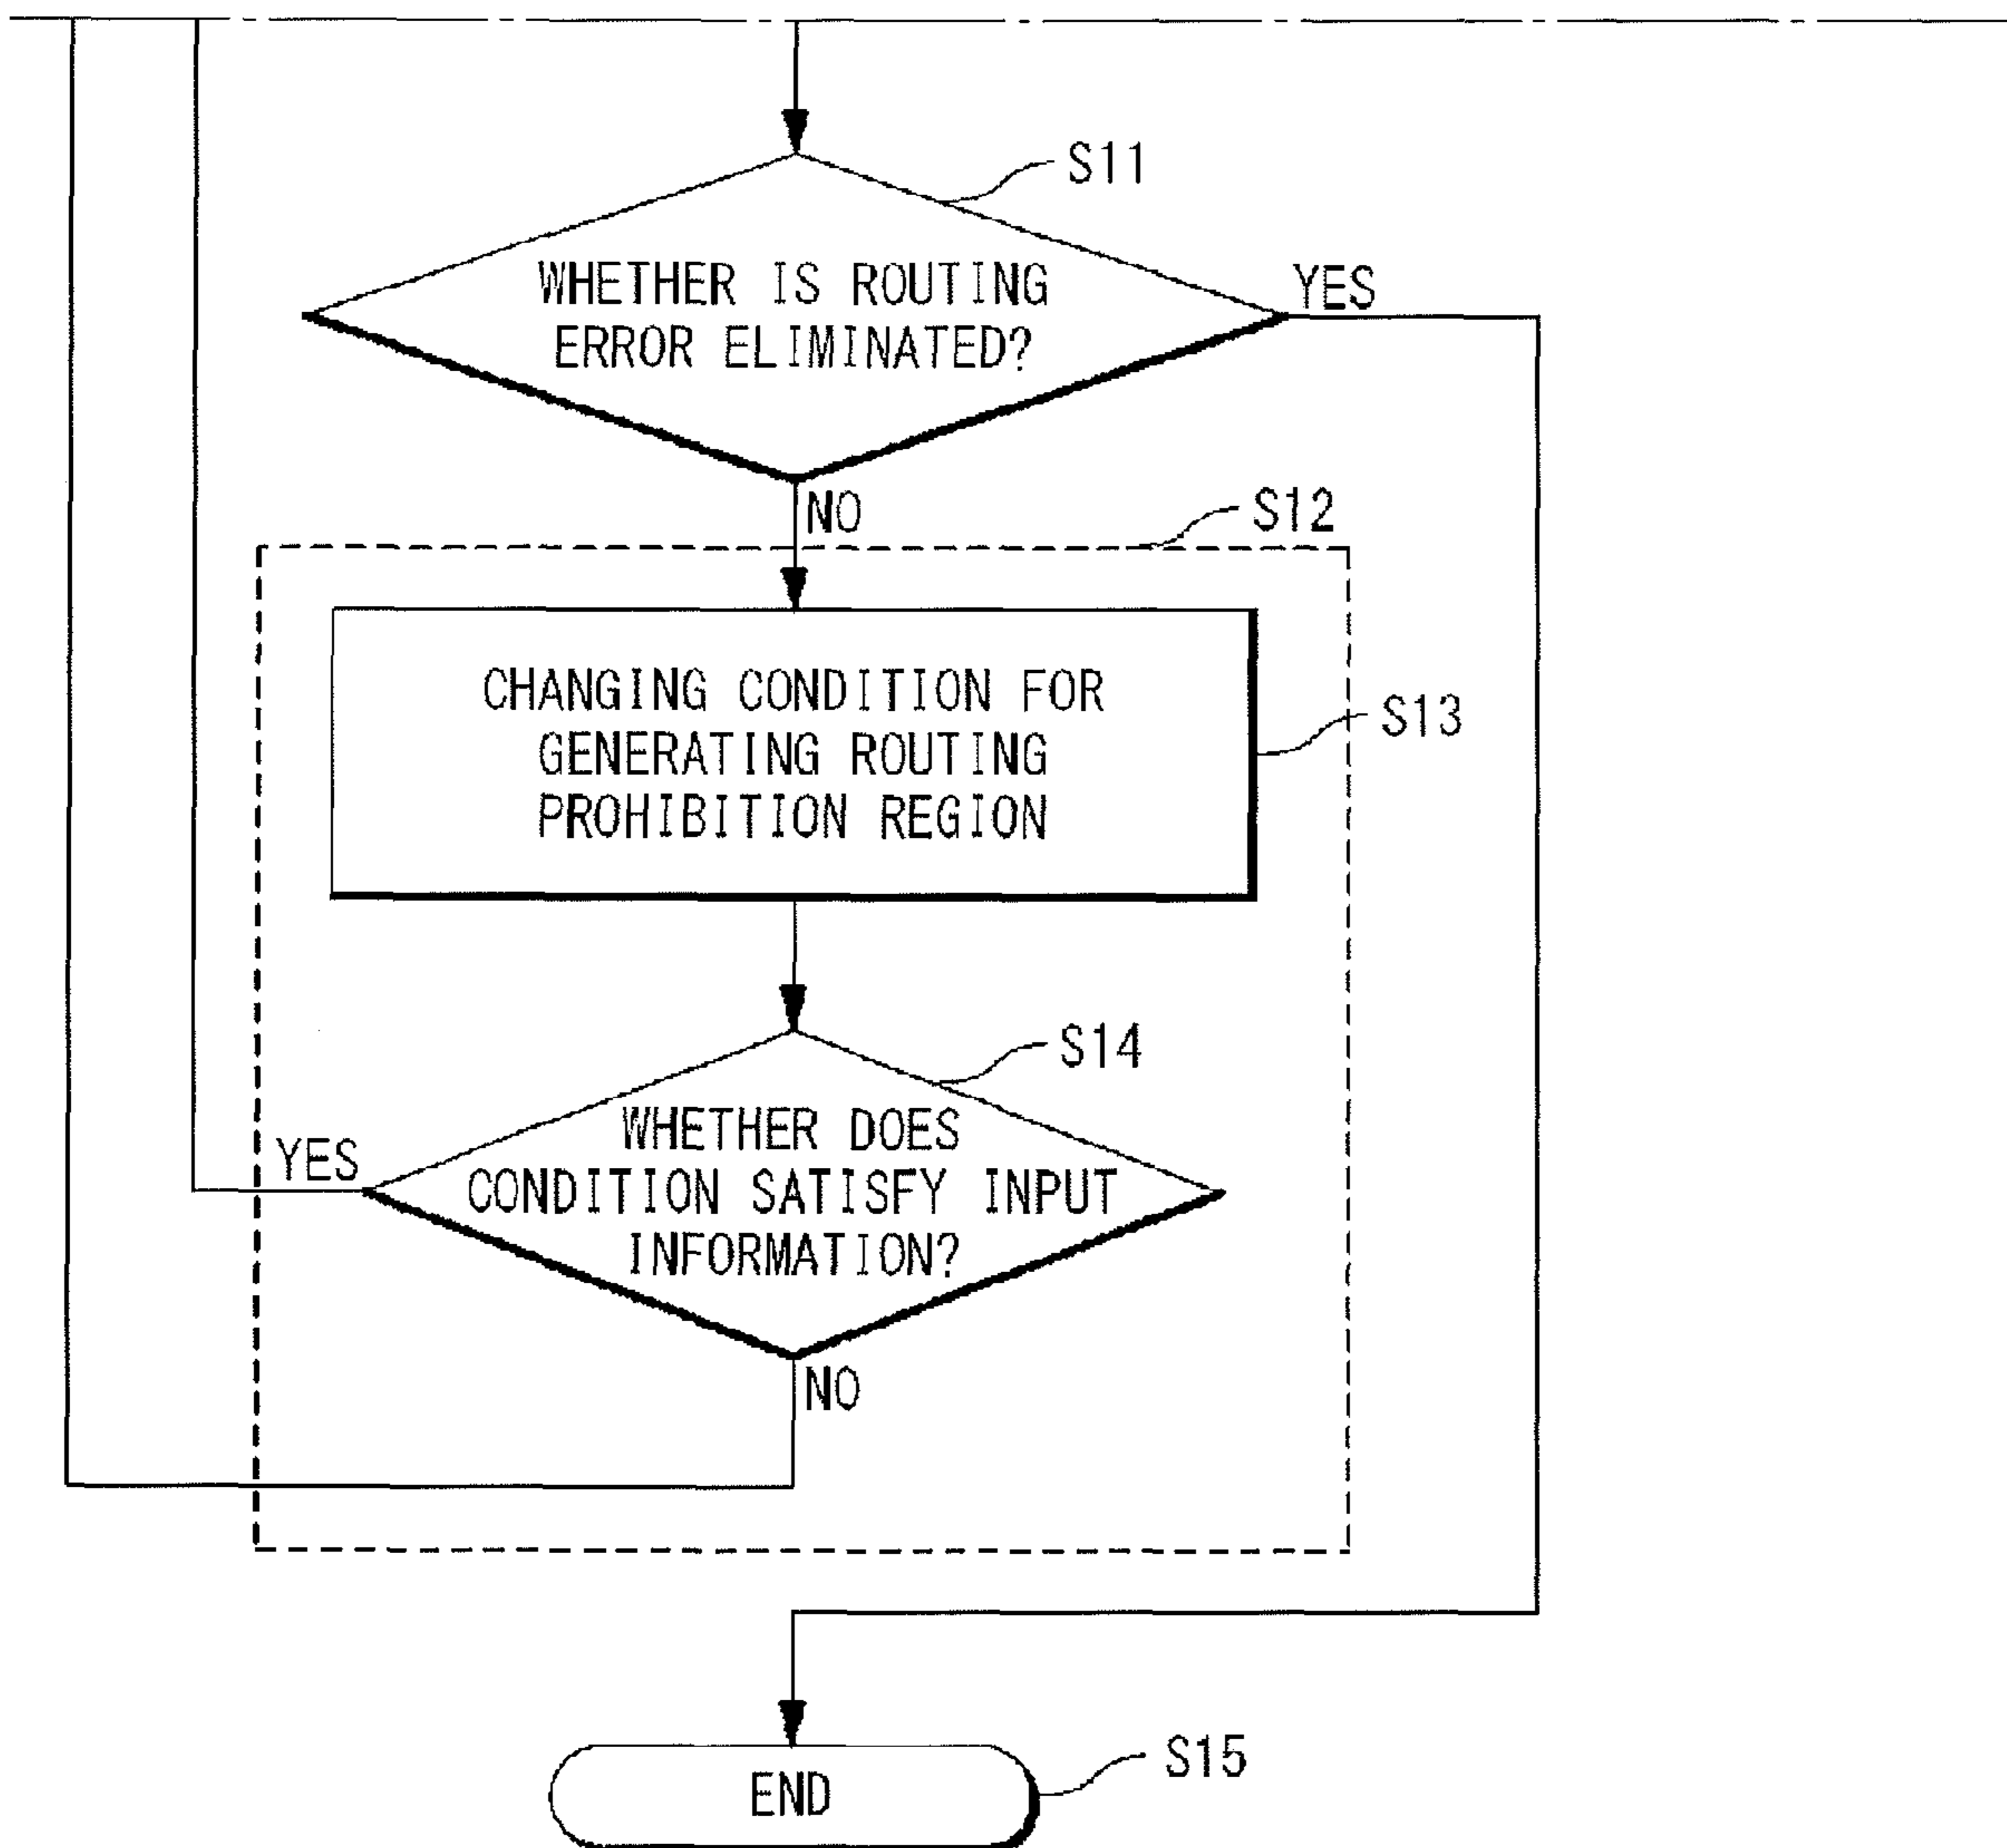 S11
WHETHER IS ROUTING
ERROR ELIMINATED?
YES
NO
S12
CHANGING CONDITION FOR
GENERATING ROUTING
PROHIBITION REGION
S13
S14
WHETHER DOES
CONDITION SATISFY INPUT
INFORMATION?
YES
NO
END
S15